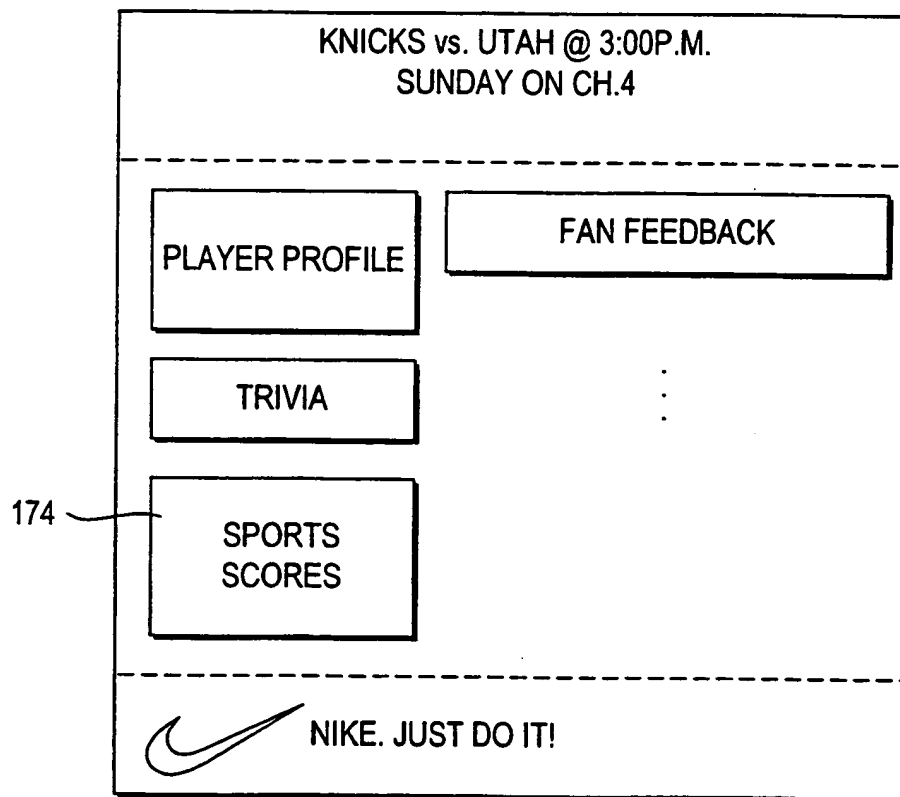 KNICKS vs. UTAH @ 3:00P.M.
SUNDAY ON CH.4
PLAYER PROFILE
FAN FEEDBACK
TRIVIA
174
SPORTS
SCORES
NIKE. JUST DO IT!